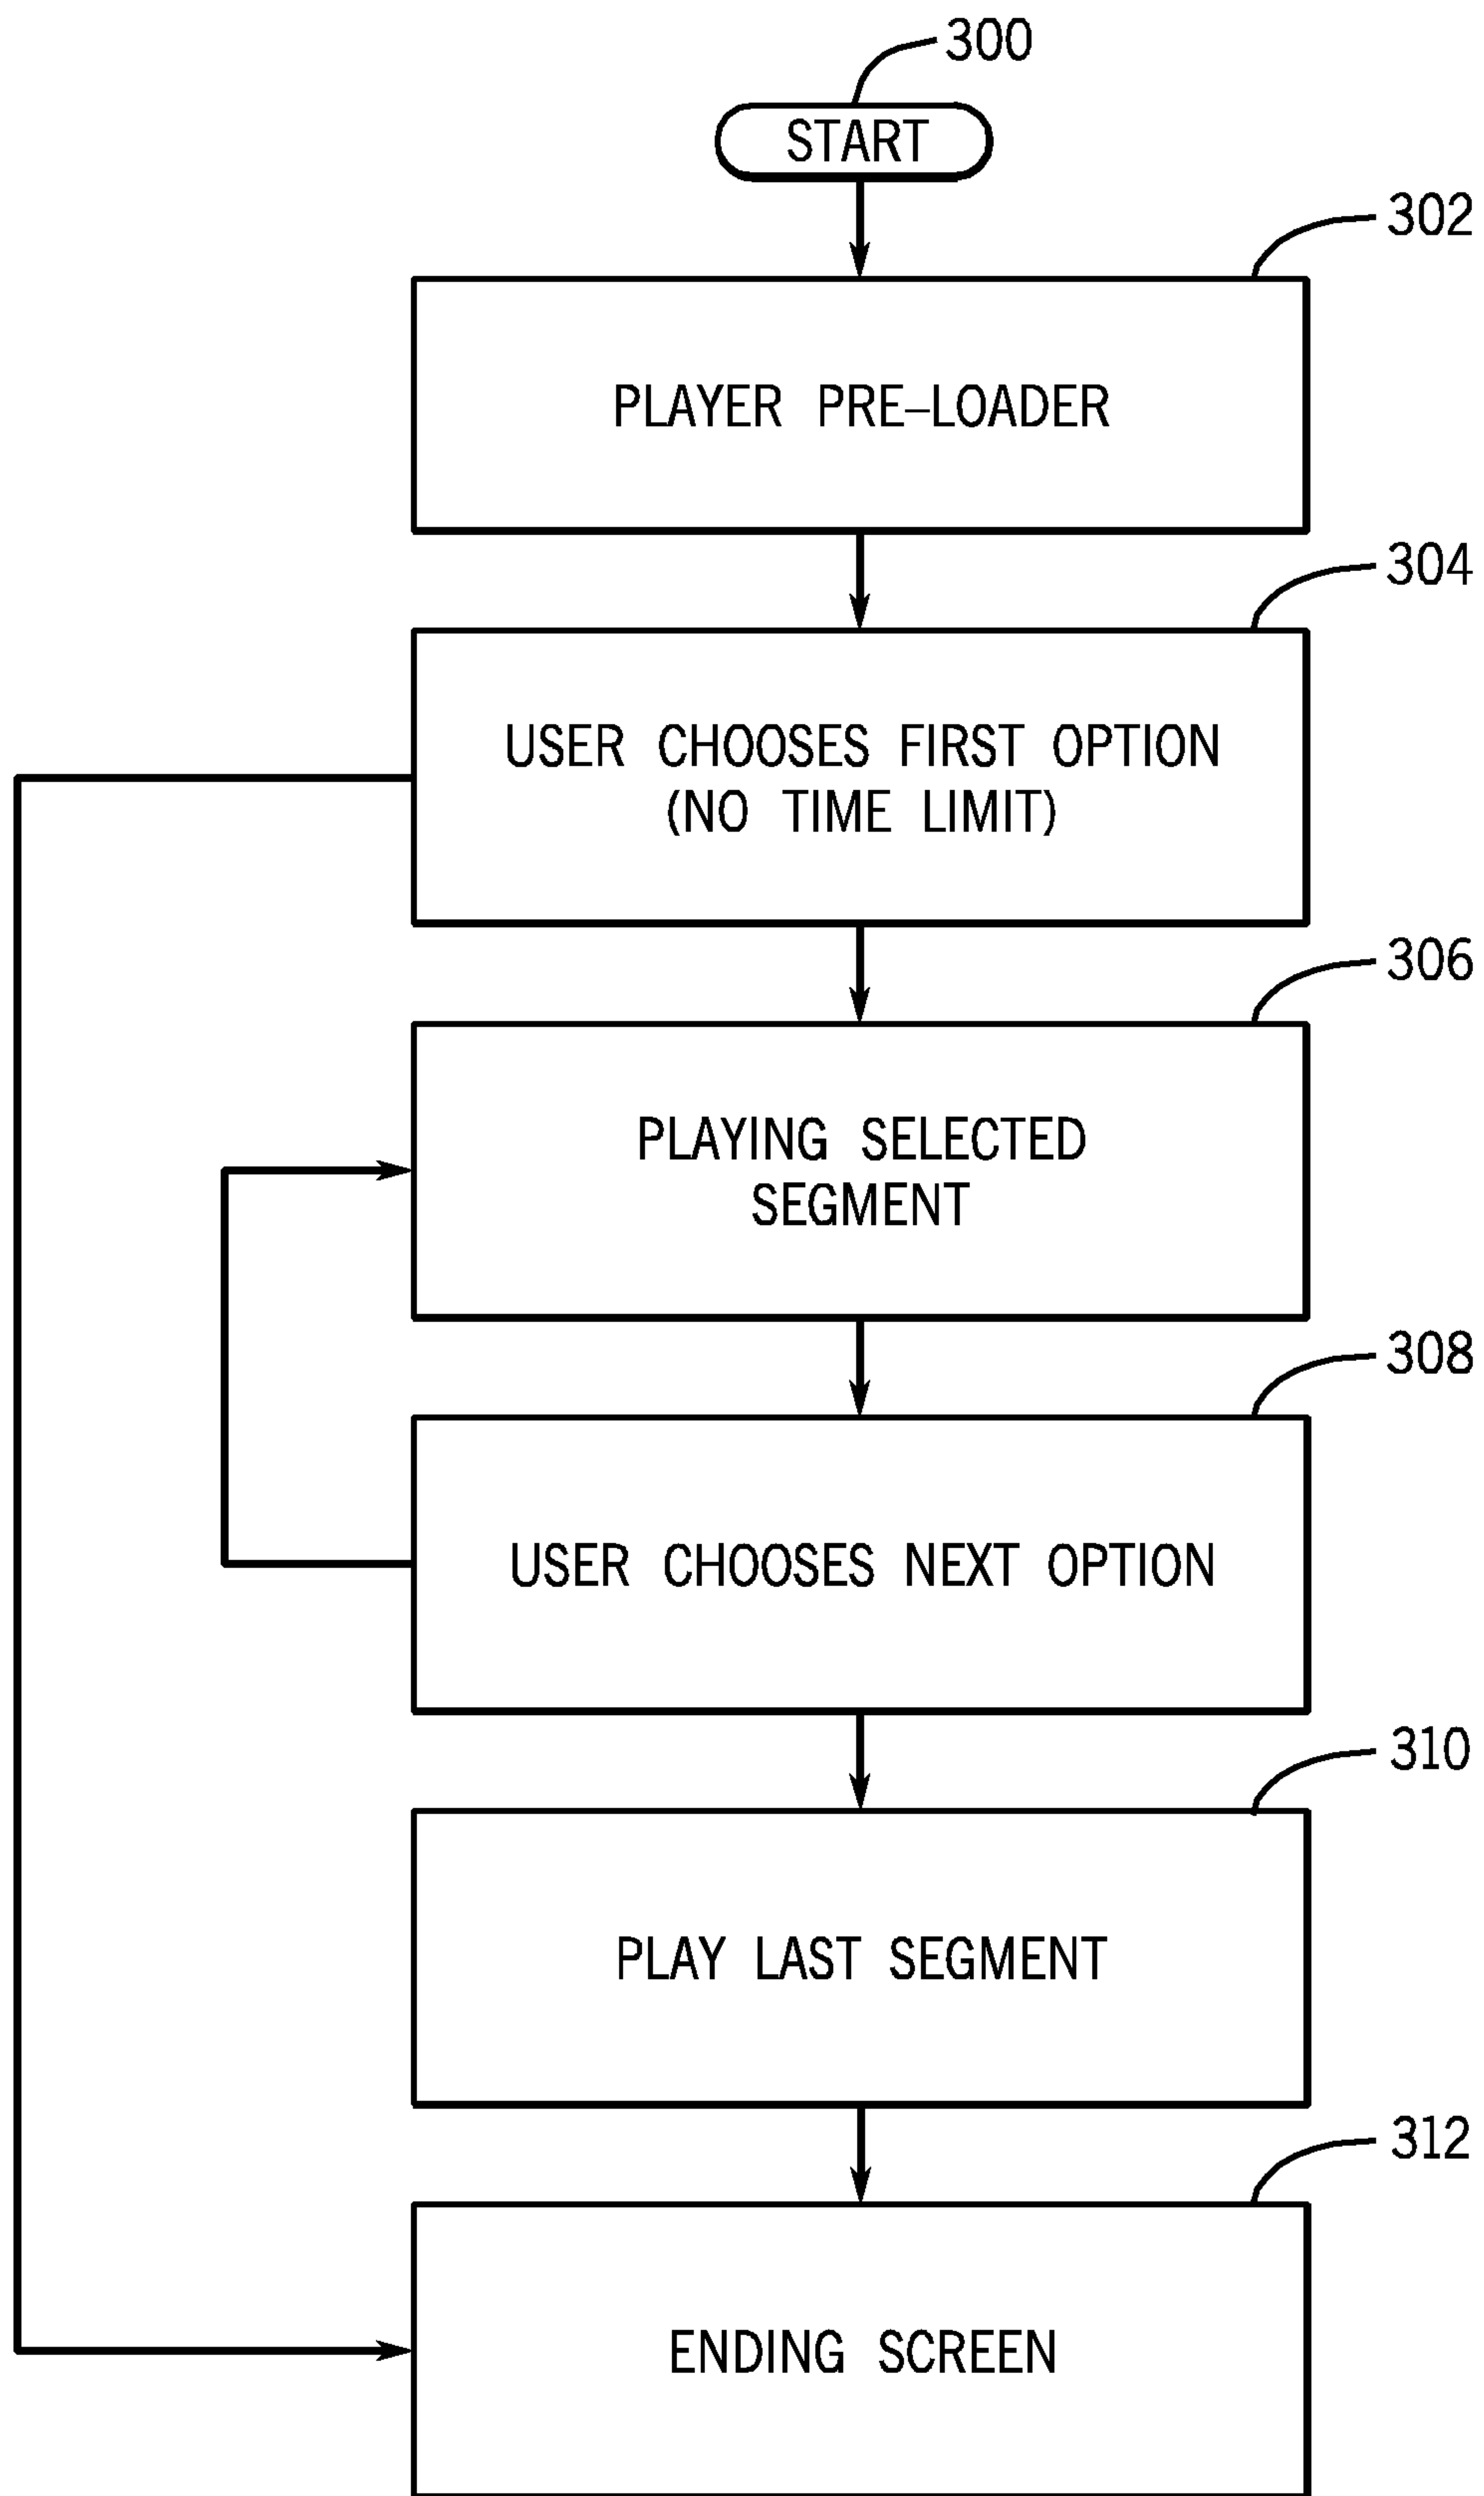 300
START
302
PLAYER PRE–LOADER
304
USER CHOOSES FIRST OPTION
(NO TIME LIMIT)
306
PLAYING SELECTED
SEGMENT
308
USER CHOOSES NEXT OPTION
310
PLAY LAST SEGMENT
312
ENDING SCREEN